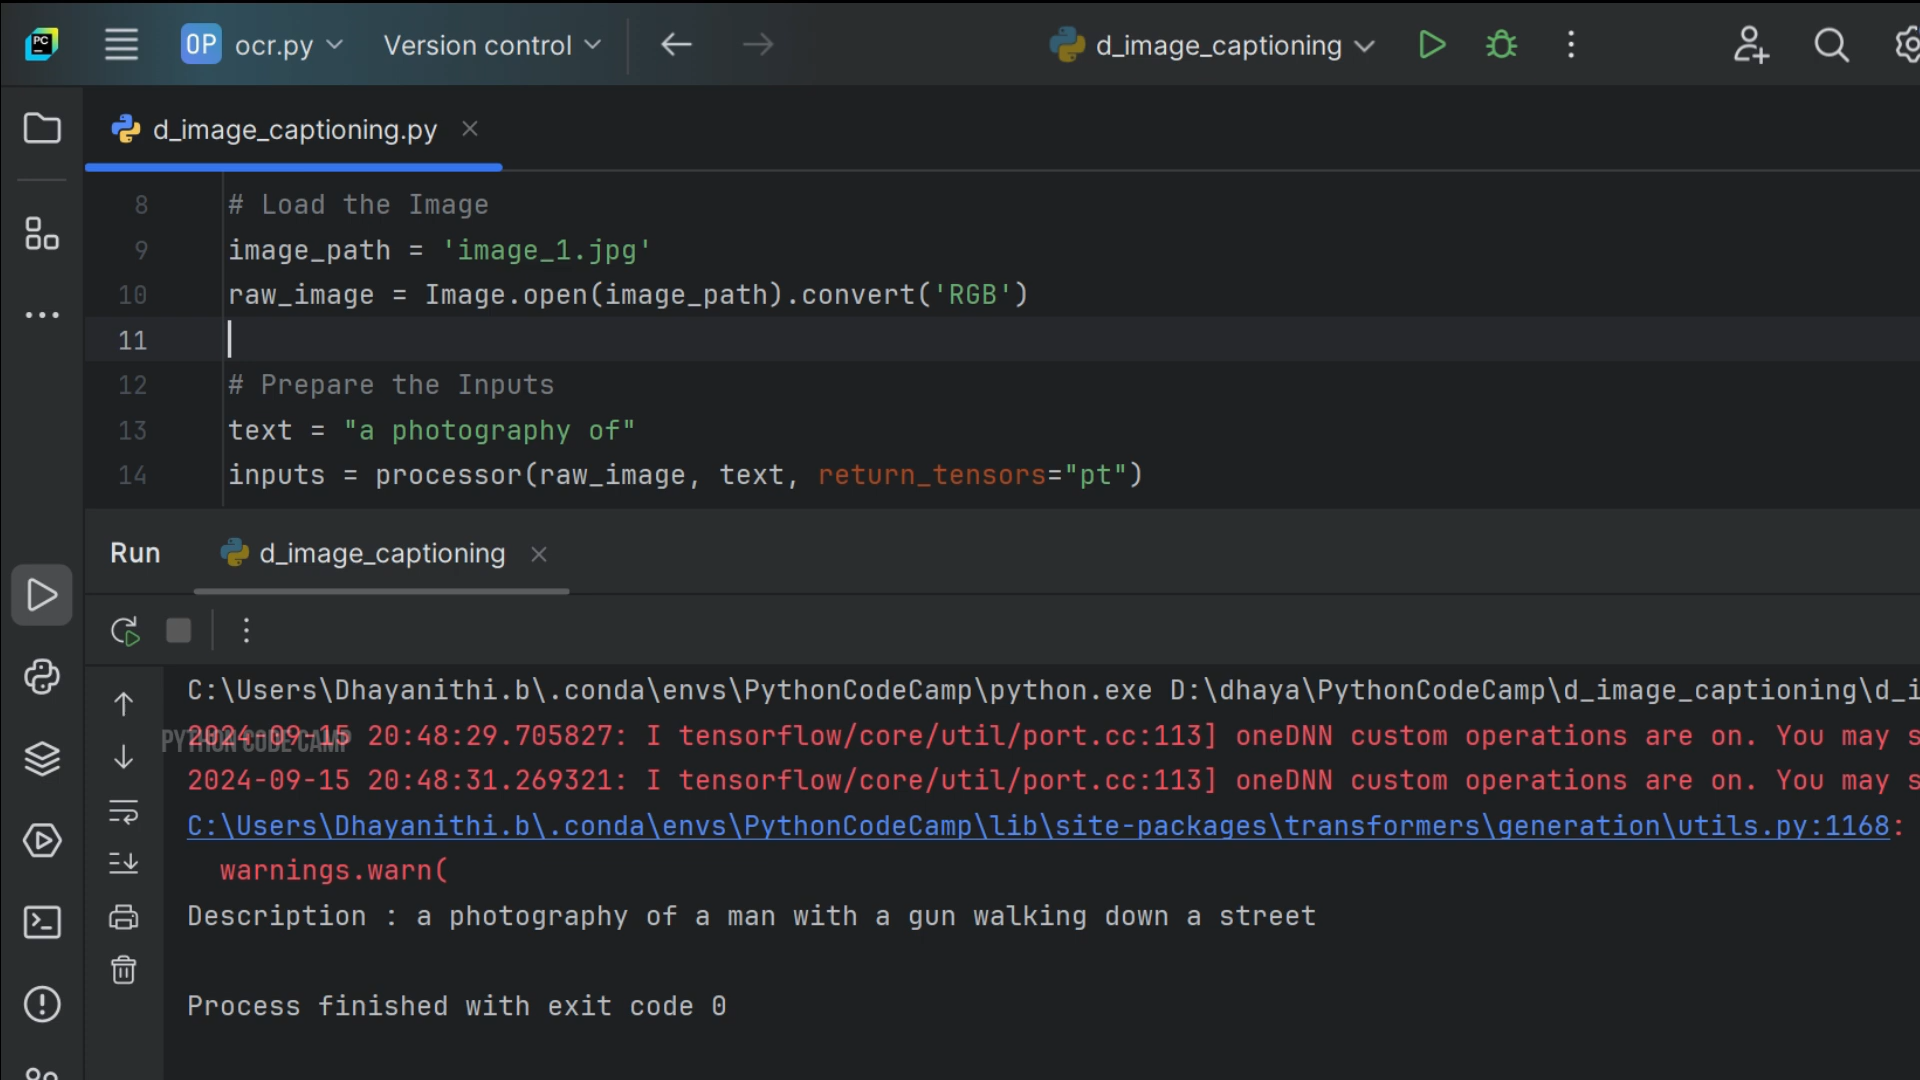 PC
OP ocr.py Version control d_image_captioning
d_image_captioning.py
8 # Load the Image
9 image_path = 'image_1.jpg'
10 raw_image = Image.open(image_path).convert('RGB')
11
12 # Prepare the Inputs
13 text = "a photography of"
14 inputs = processor(raw_image, text, return_tensors="pt")
Run d_image_captioning
C:\Users\Dhayanithi.b\.conda\envs\PythonCodeCamp\python.exe D:\dhaya\PythonCodeCamp\d_image_captioning\d_i
2024-09-15 20:48:29.705827: I tensorflow/core/util/port.cc:113] oneDNN custom operations are on. You may s
PYTHON CODE CAMP
2024-09-15 20:48:31.269321: I tensorflow/core/util/port.cc:113] oneDNN custom operations are on. You may s
C:\Users\Dhayanithi.b\.conda\envs\PythonCodeCamp\lib\site-packages\transformers\generation\utils.py:1168:
warnings.warn(
Description : a photography of a man with a gun walking down a street
Process finished with exit code 0